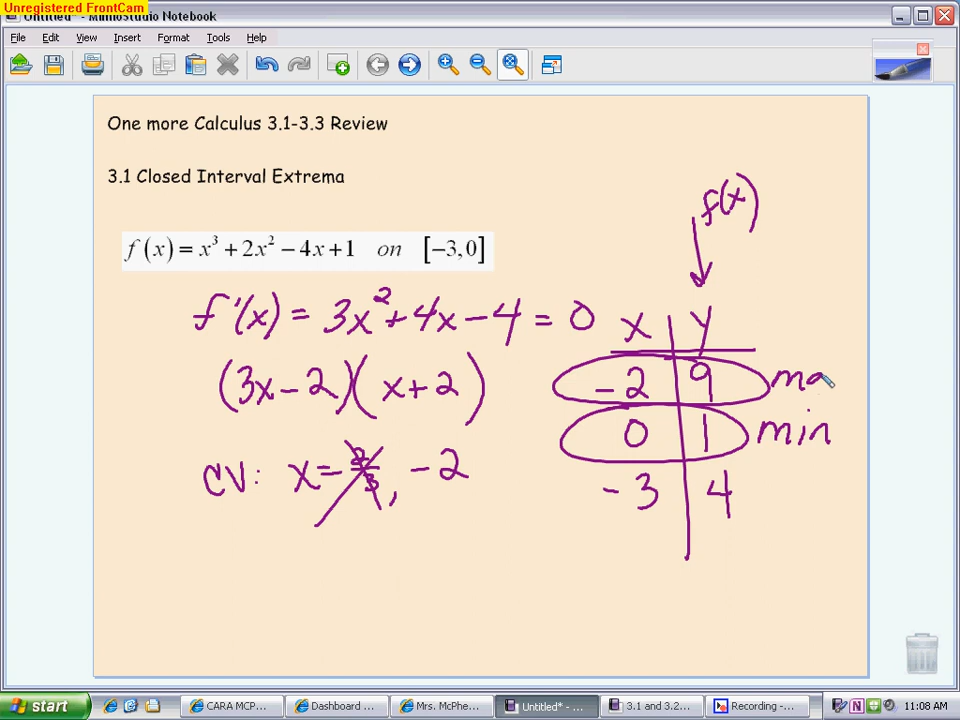 Unregistered FrontCam
Untitled* - MimioStudio Notebook
File Edit View Insert Format Tools Help
One more Calculus 3.1-3.3 Review
3.1 Closed Interval Extrema
f(x)
f(x) = x³ + 2x² − 4x + 1 on [−3,0]
f'(x) = 3x² + 4x − 4 = 0
x y
(3x − 2)(x + 2)
−2 9 ma
0 1 min
CV: x = 2/3, −2
−3 4
start CARA MCP... Dashboard ... Mrs. McPhe... Untitled* - ... 3.1 and 3.2... Recording -... 11:08 AM